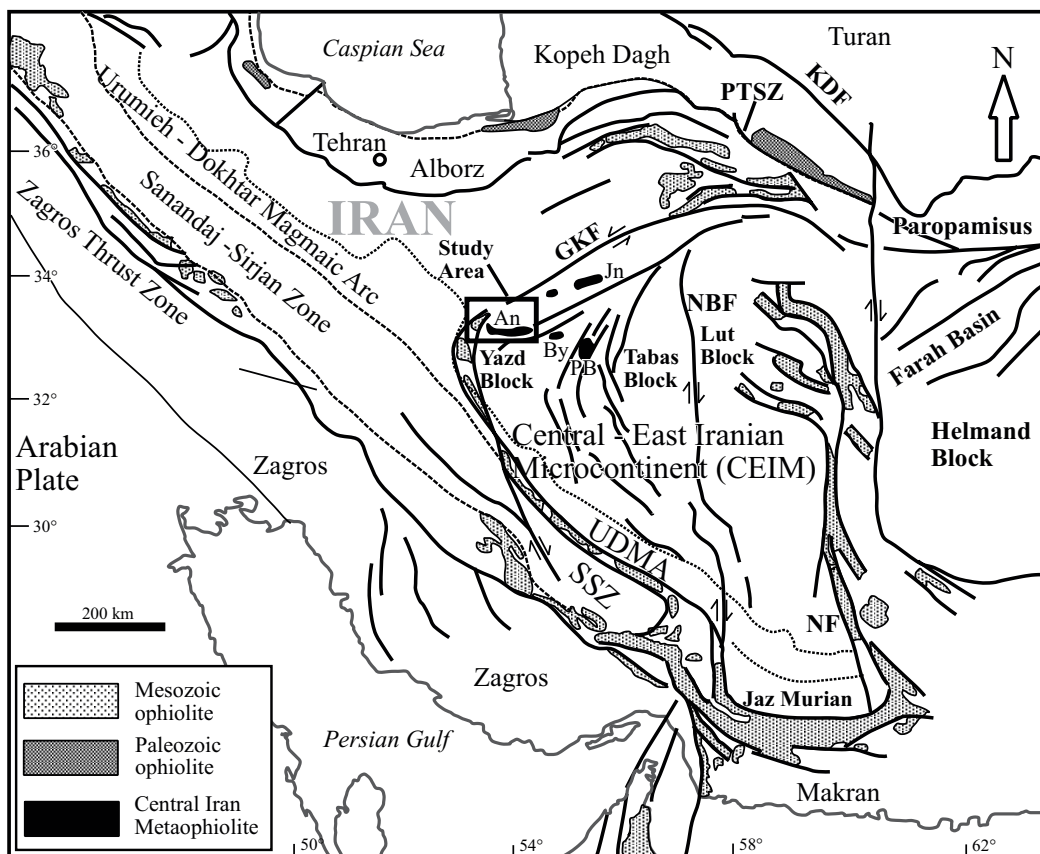 Caspian Sea
Kopeh Dagh
Turan
N
KDF
PTSZ
Tehran
Alborz
36°
Urumieh - Dokhtar Magmaic Arc
Sanandaj -Sirjan Zone
Zagros Thrust Zone
IRAN
Study
Area
GKF
Jn
Paropamisus
34°
An
By
PB
Yazd
Block
Tabas
Block
NBF
Lut
Block
Farah Basin
32°
Central - East Iranian
Microcontinent (CEIM)
Helmand
Block
Arabian
Plate
Zagros
30°
UDMA
SSZ
200 km
NF
Zagros
Jaz Murian
Persian Gulf
Makran
Mesozoic
ophiolite
Paleozoic
ophiolite
Central Iran
Metaophiolite
50°
54°
58°
62°